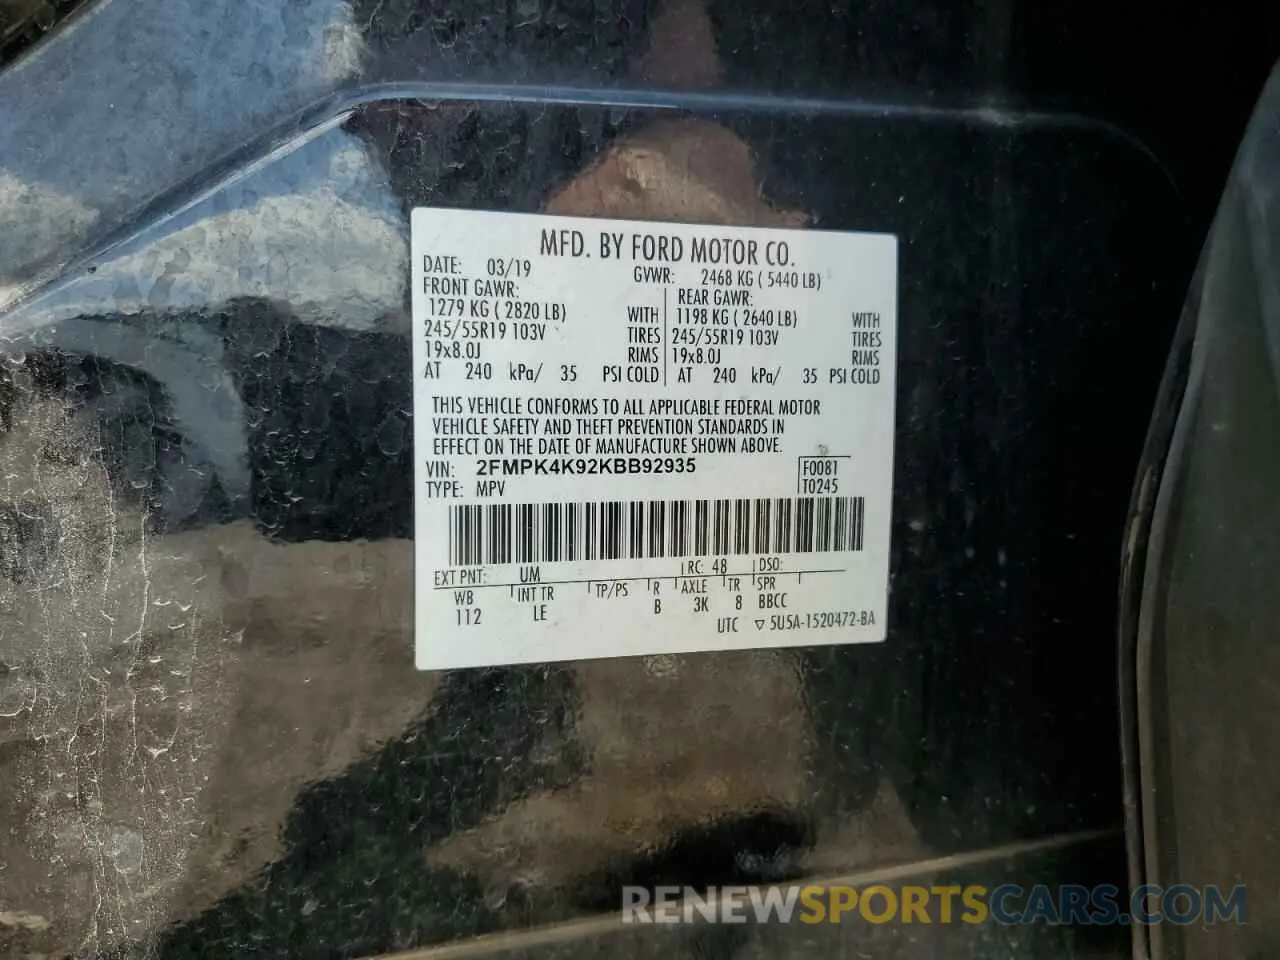 MFD. BY FORD MOTOR CO.
DATE: 03/19 GVWR: 2468 KG ( 5440 LB)
FRONT GAWR: REAR GAWR:
1279 KG ( 2820 LB) WITH 1198 KG ( 2640 LB) WITH
245/55R19 103V TIRES 245/55R19 103V TIRES
19x8.0J RIMS 19x8.0J RIMS
AT 240 kPa/ 35 PSI COLD AT 240 kPa/ 35 PSI COLD
THIS VEHICLE CONFORMS TO ALL APPLICABLE FEDERAL MOTOR
VEHICLE SAFETY AND THEFT PREVENTION STANDARDS IN
EFFECT ON THE DATE OF MANUFACTURE SHOWN ABOVE.
VIN: 2FMPK4K92KBB92935 F0081
TYPE: MPV T0245
EXT PNT: UM RC: 48 DSO:
WB INT TR TP/PS R AXLE TR SPR
112 LE B 3K 8 BBCC
UTC ▽ 5U5A-1520472-BA
RENEWSPORTSCARS.COM